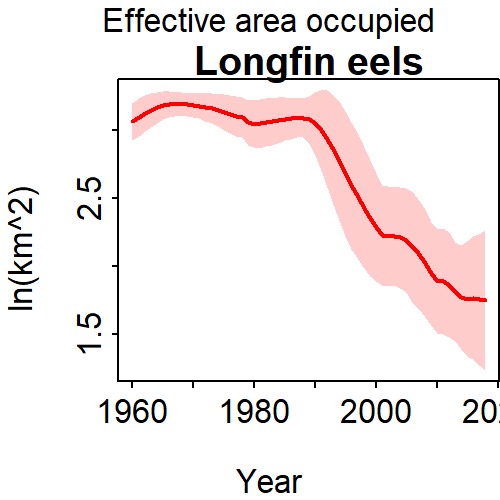 Effective area occupied
Longfin eels
ln(km^2)
2.5
1.5
1960
1980
2000
Year